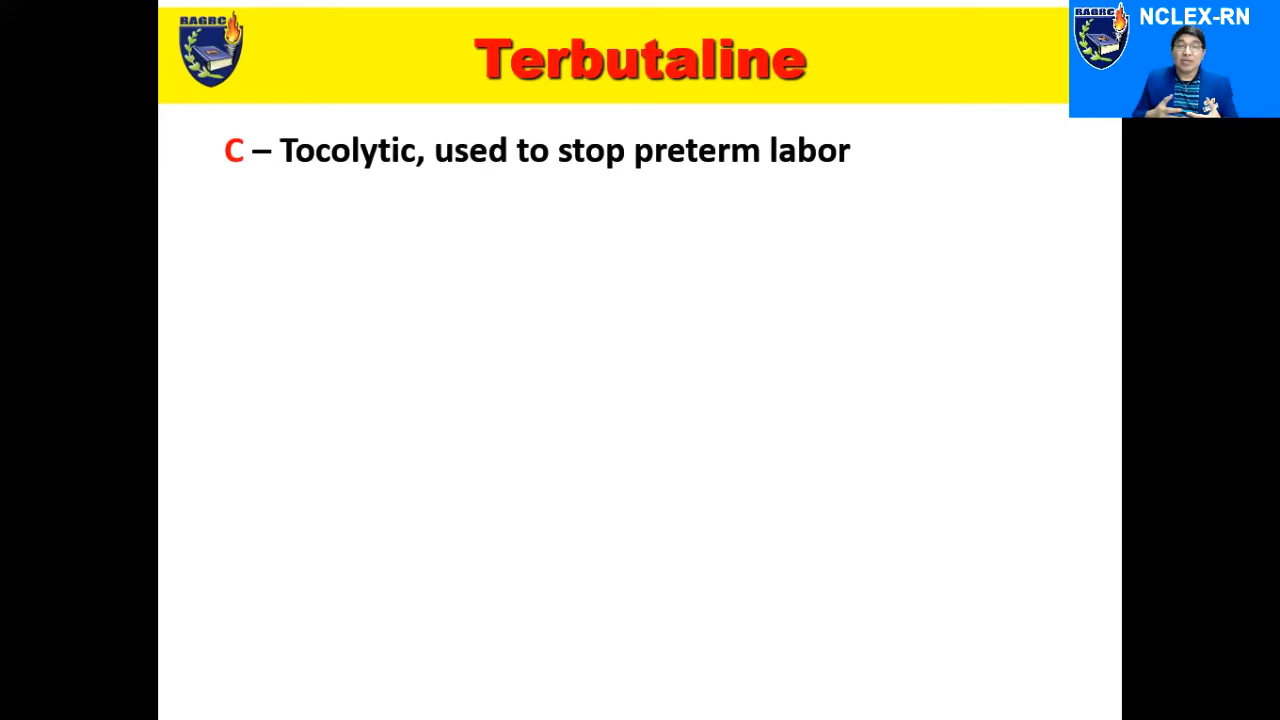 RAGRC
Terbutaline
RAGRC
NCLEX-RN
C – Tocolytic, used to stop preterm labor